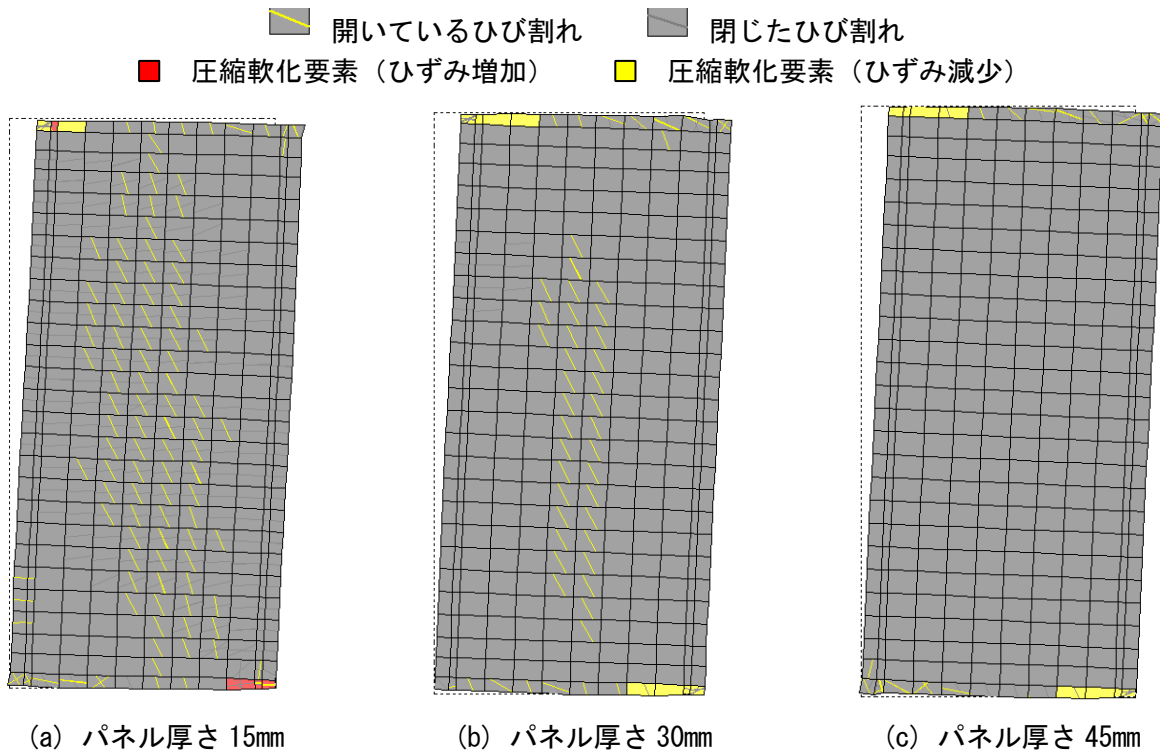 開いているひび割れ 閉じたひび割れ
圧縮軟化要素（ひずみ増加） 圧縮軟化要素（ひずみ減少）
(a) パネル厚さ 15mm (b) パネル厚さ 30mm (c) パネル厚さ 45mm